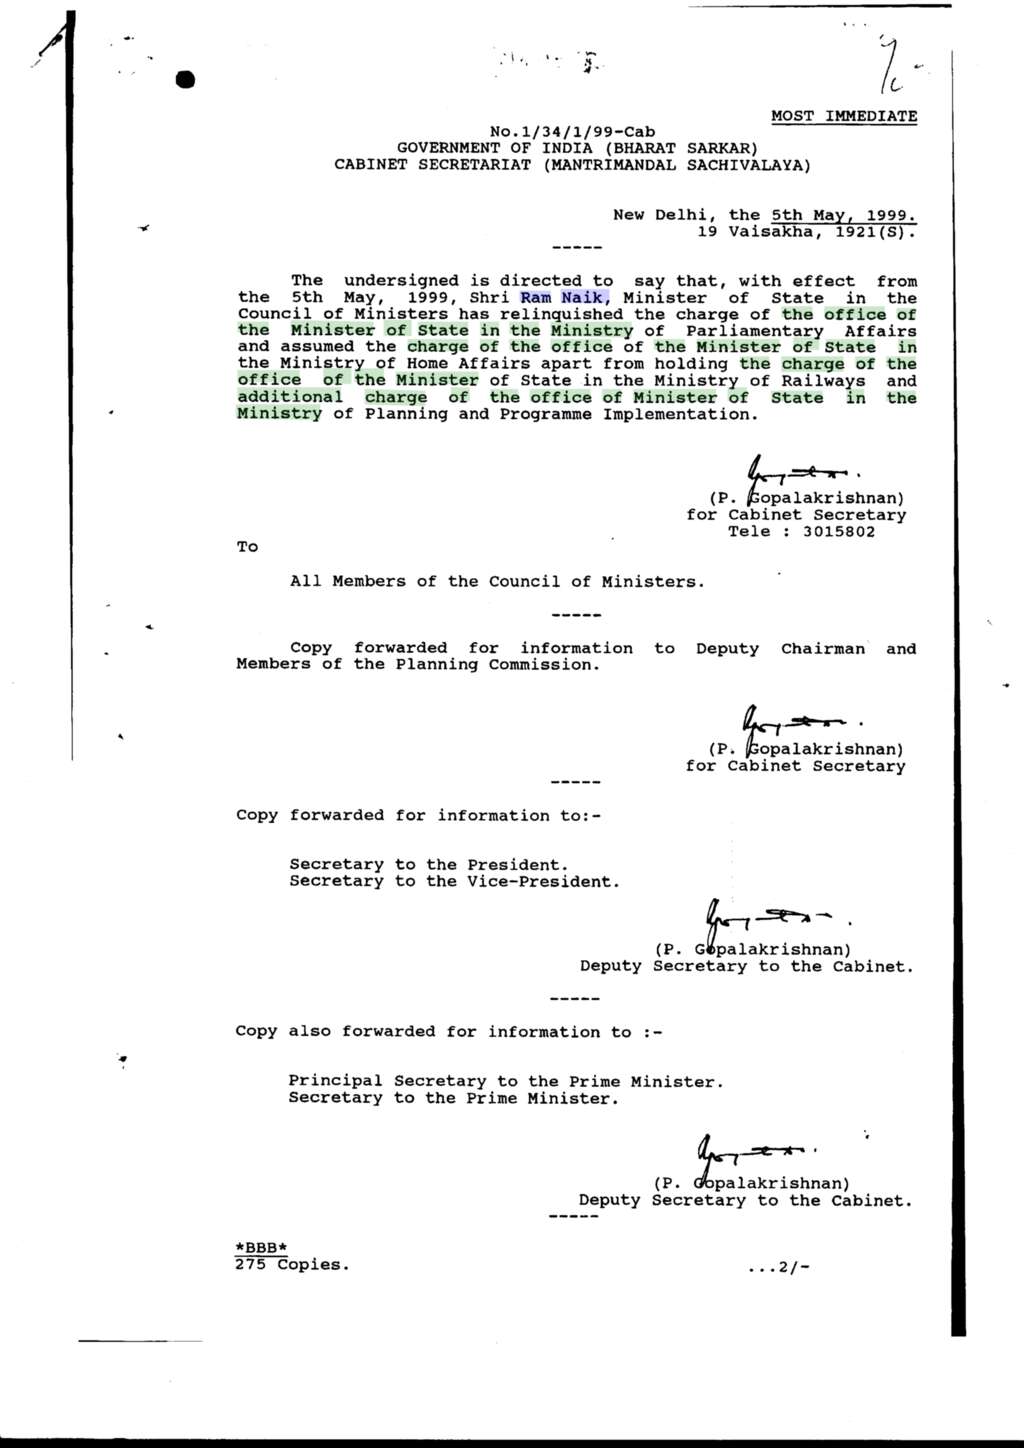 MOST IMMEDIATE
No.1/34/1/99-Cab
GOVERNMENT OF INDIA (BHARAT SARKAR)
CABINET SECRETARIAT (MANTRIMANDAL SACHIVALAYA)
New Delhi, the 5th May, 1999.
19 Vaisakha, 1921(S).
-----
The undersigned is directed to say that, with effect from
the 5th May, 1999, Shri Ram Naik, Minister of State in the
Council of Ministers has relinquished the charge of the office of
the Minister of State in the Ministry of Parliamentary Affairs
and assumed the charge of the office of the Minister of State in
the Ministry of Home Affairs apart from holding the charge of the
office of the Minister of State in the Ministry of Railways and
additional charge of the office of Minister of State in the
Ministry of Planning and Programme Implementation.
(P. Gopalakrishnan)
for Cabinet Secretary
Tele : 3015802
To
All Members of the Council of Ministers.
-----
Copy forwarded for information to Deputy Chairman and
Members of the Planning Commission.
(P. Gopalakrishnan)
for Cabinet Secretary
-----
Copy forwarded for information to:-
Secretary to the President.
Secretary to the Vice-President.
(P. Gopalakrishnan)
Deputy Secretary to the Cabinet.
-----
Copy also forwarded for information to :-
Principal Secretary to the Prime Minister.
Secretary to the Prime Minister.
(P. Gopalakrishnan)
Deputy Secretary to the Cabinet.
-----
*BBB*
275 Copies.
...2/-